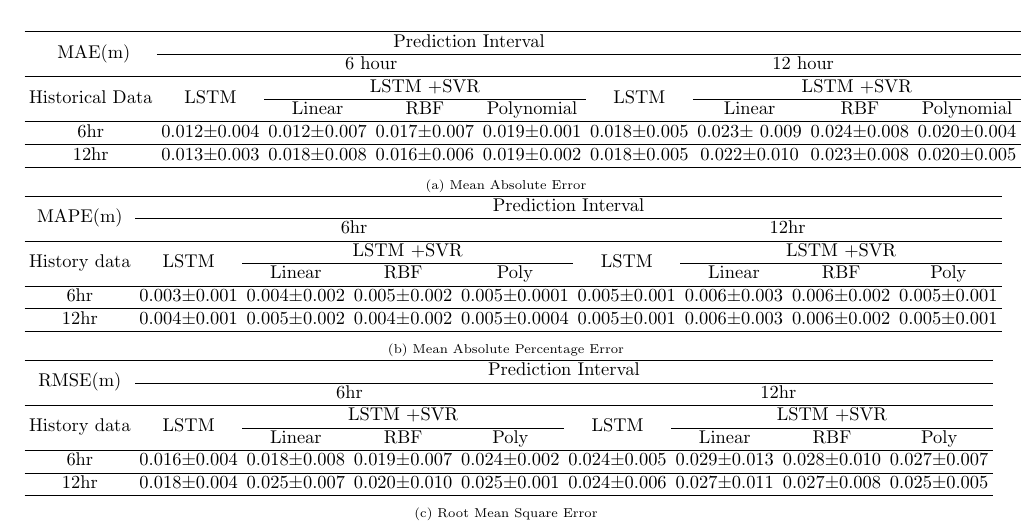 MAE(m) Prediction Interval
6 hour 12 hour
Historical Data LSTM LSTM +SVR LSTM LSTM +SVR
Linear RBF Polynomial Linear RBF Polynomial
6hr 0.012±0.004 0.012±0.007 0.017±0.007 0.019±0.001 0.018±0.005 0.023± 0.009 0.024±0.008 0.020±0.004
12hr 0.013±0.003 0.018±0.008 0.016±0.006 0.019±0.002 0.018±0.005 0.022±0.010 0.023±0.008 0.020±0.005
(a) Mean Absolute Error
MAPE(m) Prediction Interval
6hr 12hr
History data LSTM LSTM +SVR LSTM LSTM +SVR
Linear RBF Poly Linear RBF Poly
6hr 0.003±0.001 0.004±0.002 0.005±0.002 0.005±0.0001 0.005±0.001 0.006±0.003 0.006±0.002 0.005±0.001
12hr 0.004±0.001 0.005±0.002 0.004±0.002 0.005±0.0004 0.005±0.001 0.006±0.003 0.006±0.002 0.005±0.001
(b) Mean Absolute Percentage Error
RMSE(m) Prediction Interval
6hr 12hr
History data LSTM LSTM +SVR LSTM LSTM +SVR
Linear RBF Poly Linear RBF Poly
6hr 0.016±0.004 0.018±0.008 0.019±0.007 0.024±0.002 0.024±0.005 0.029±0.013 0.028±0.010 0.027±0.007
12hr 0.018±0.004 0.025±0.007 0.020±0.010 0.025±0.001 0.024±0.006 0.027±0.011 0.027±0.008 0.025±0.005
(c) Root Mean Square Error